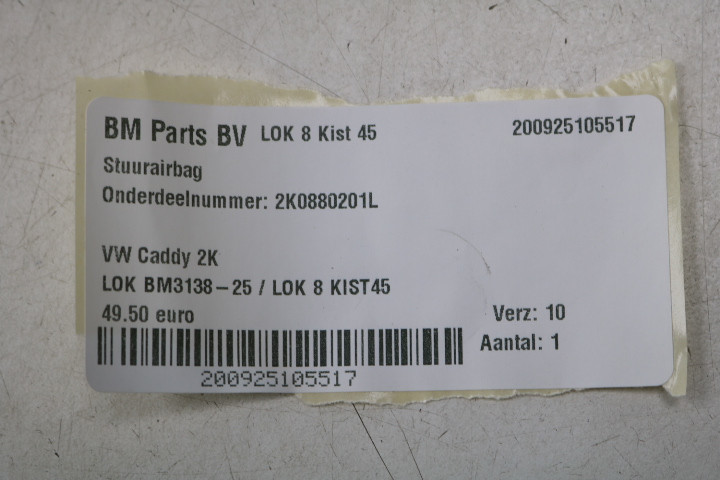 BM Parts BV LOK 8 Kist 45 200925105517
Stuurairbag
Onderdeelnummer: 2K0880201L
VW Caddy 2K
LOK BM3138-25 / LOK 8 KIST45
49.50 euro Verz: 10
Aantal: 1
200925105517